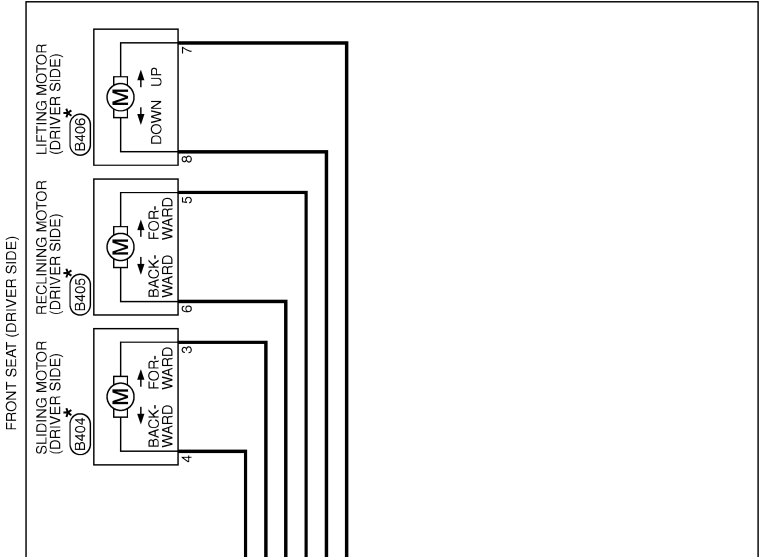 FRONT SEAT (DRIVER SIDE)
LIFTING MOTOR
(DRIVER SIDE)
*
B406
M
DOWN UP
7
8
RECLINING MOTOR
(DRIVER SIDE)
*
B405
M
BACK-
WARD
FOR-
WARD
5
6
SLIDING MOTOR
(DRIVER SIDE)
*
B404
M
BACK-
WARD
FOR-
WARD
3
4